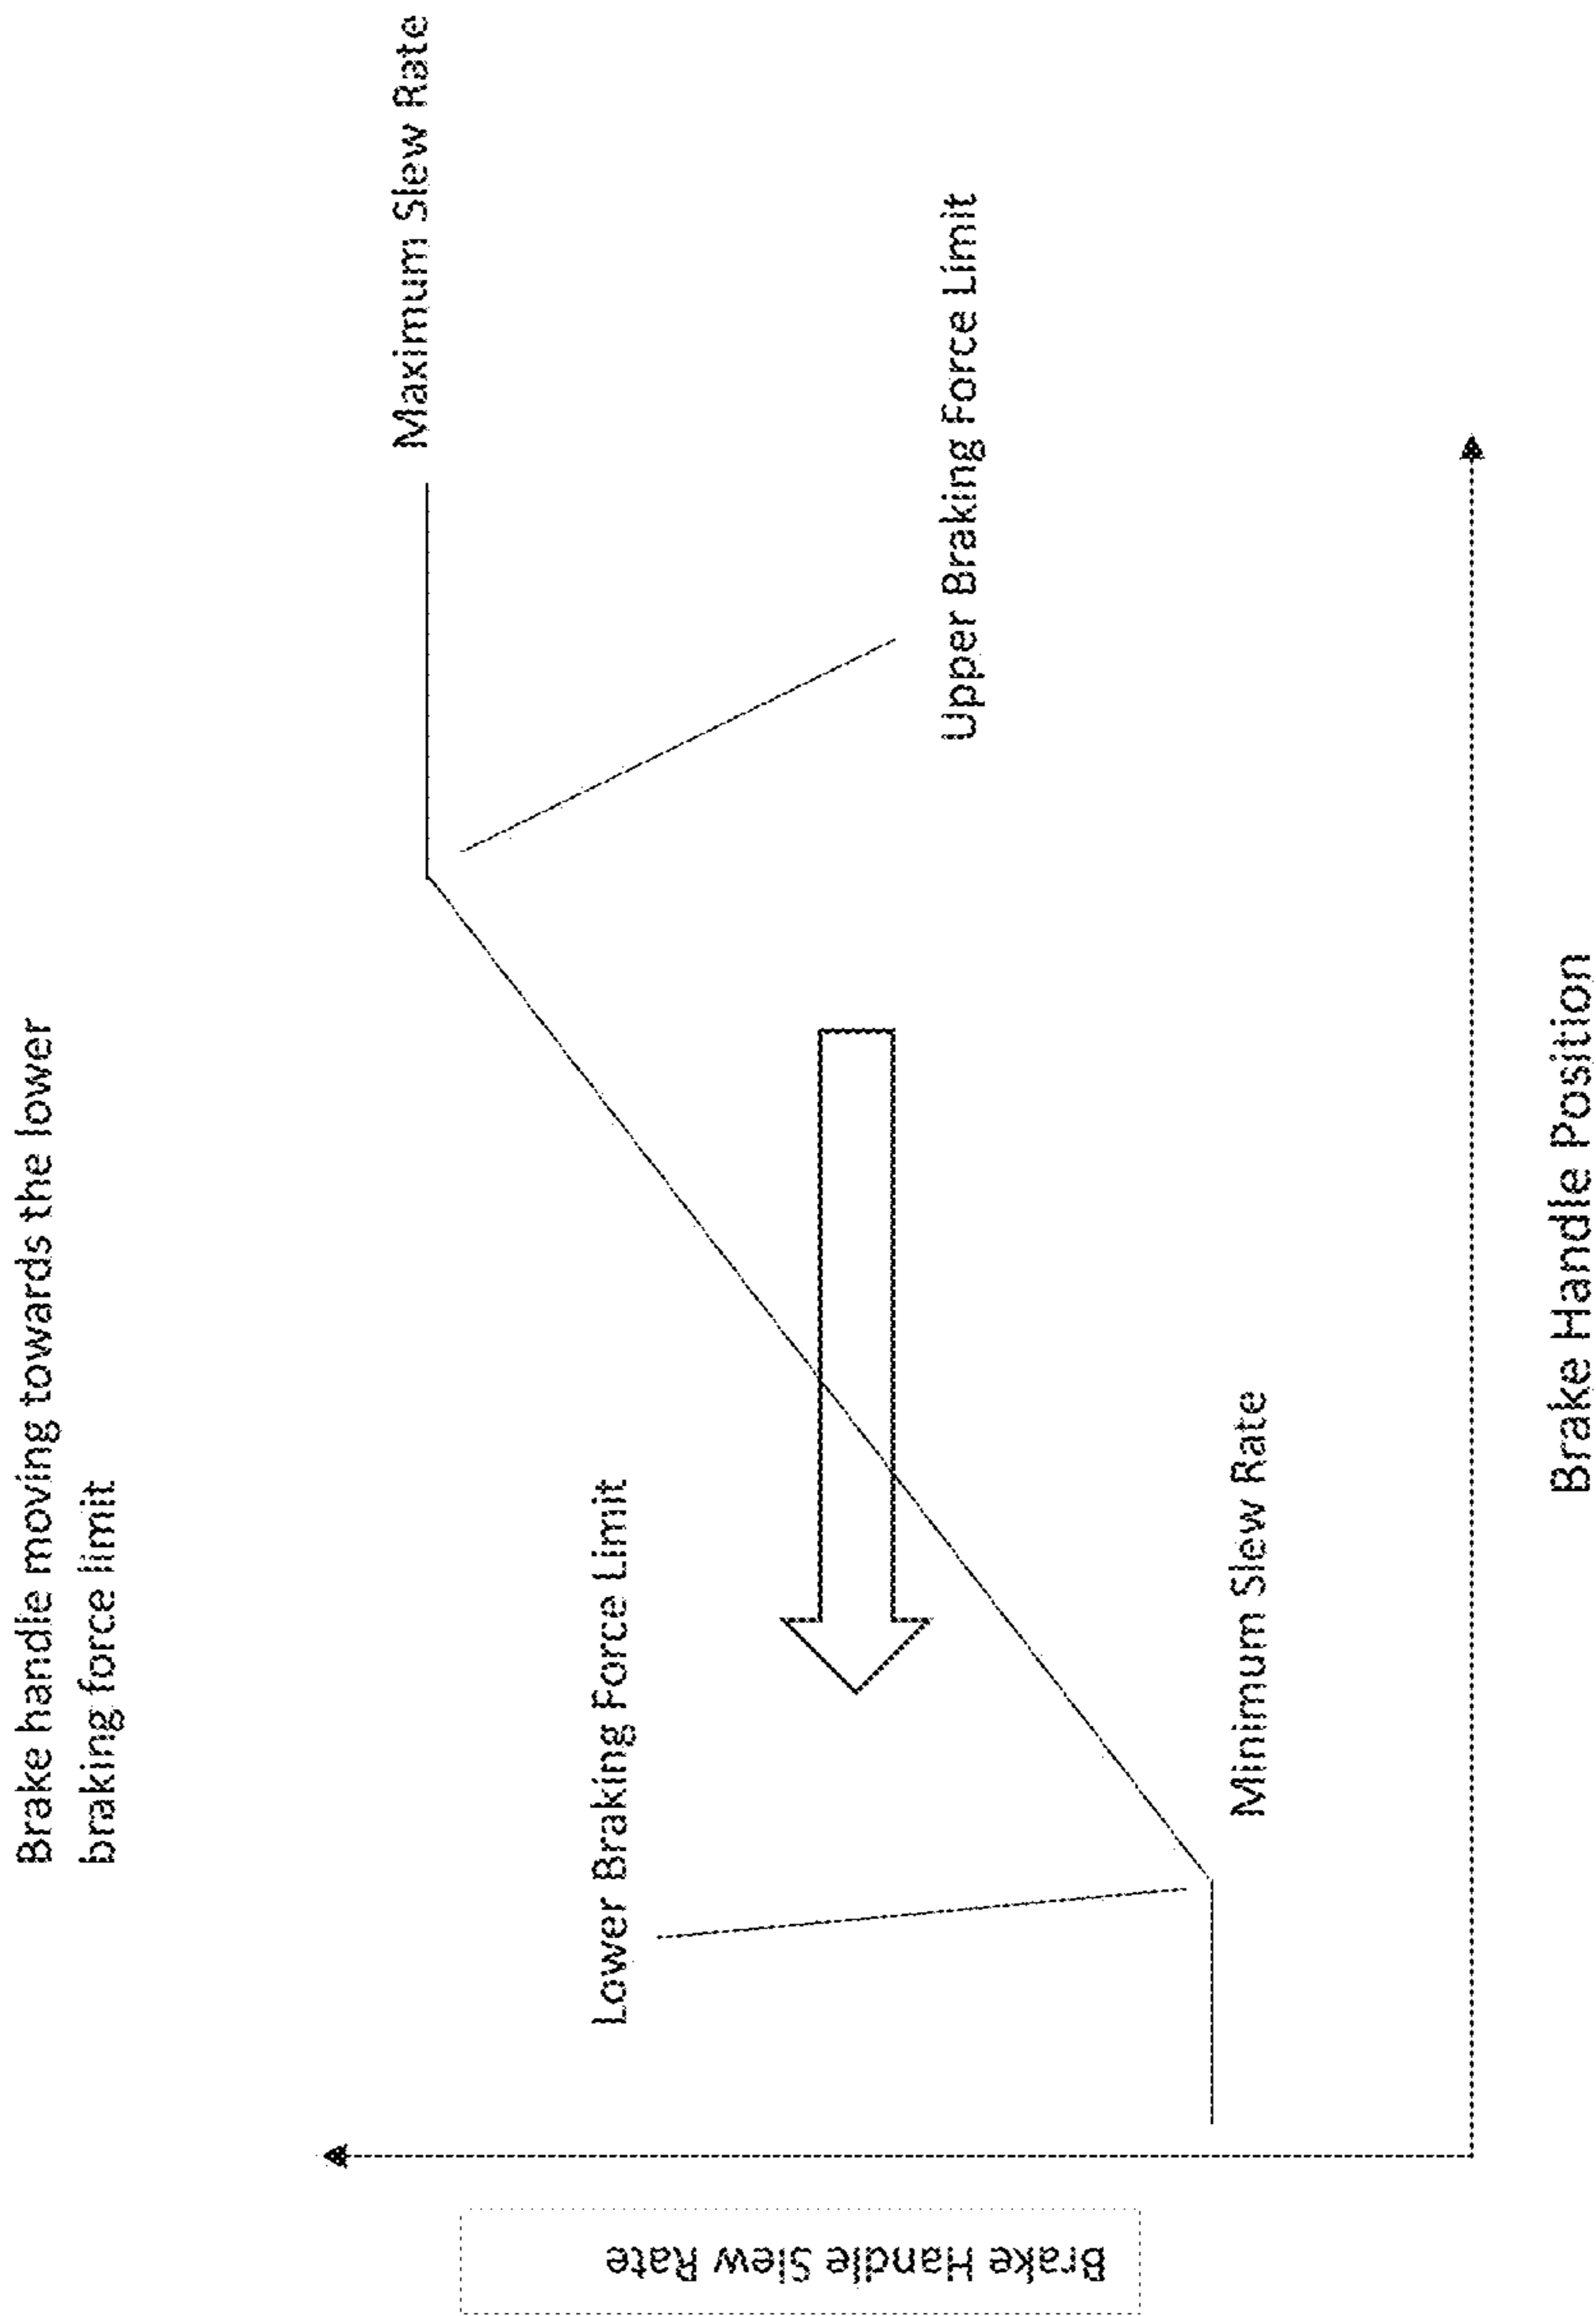 Brake handle moving towards the lower
braking force limit
Maximum Slew Rate
Lower Braking Force Limit
Upper Braking Force Limit
Minimum Slew Rate
Brake Handle Slew Rate
Brake Handle Position